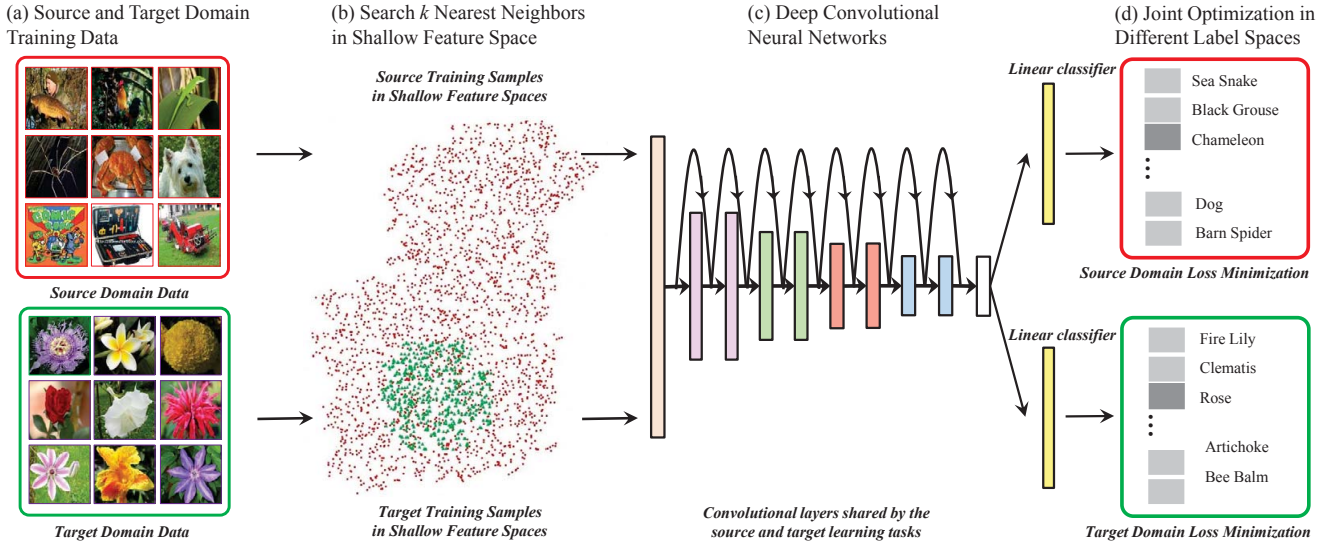 (a) Source and Target Domain
Training Data
(b) Search k Nearest Neighbors
in Shallow Feature Space
(c) Deep Convolutional
Neural Networks
(d) Joint Optimization in
Different Label Spaces
Source Training Samples
in Shallow Feature Spaces
Linear classifier
Sea Snake
Black Grouse
Chameleon
Dog
Barn Spider
Source Domain Data
Source Domain Loss Minimization
Linear classifier
Fire Lily
Clematis
Rose
Artichoke
Bee Balm
Target Domain Data
Target Training Samples
in Shallow Feature Spaces
Convolutional layers shared by the
source and target learning tasks
Target Domain Loss Minimization